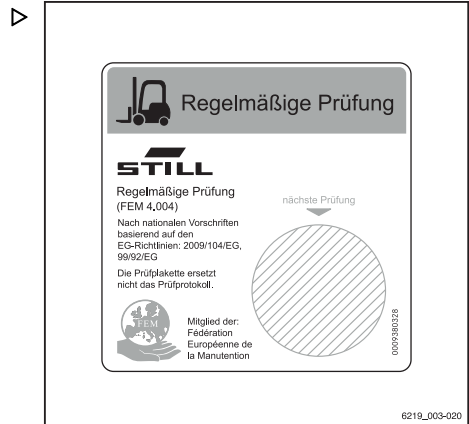 Regelmäßige Prüfung
STILL
Regelmäßige Prüfung
(FEM 4.004)
Nach nationalen Vorschriften
basierend auf den
EG-Richtlinien: 2009/104/EG,
99/92/EG
Die Prüfplakette ersetzt
nicht das Prüfprotokoll.
FEM
Mitglied der:
Fédération
Européenne de
la Manutention
nächste Prüfung
0009380328
6219_003-020